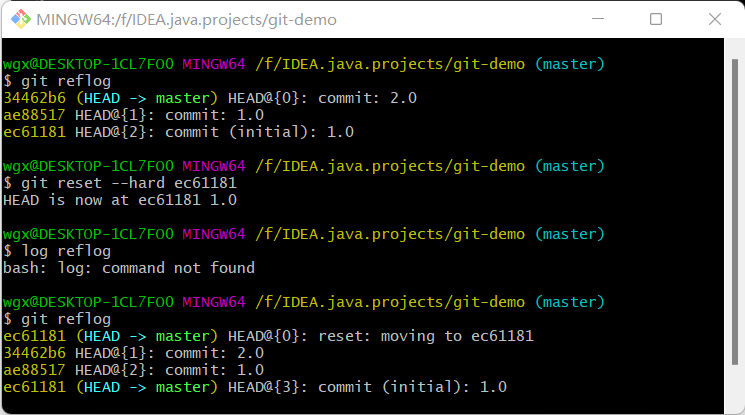 MINGW64:/f/IDEA.java.projects/git-demo
wgx@DESKTOP-1CL7FOO MINGW64 /f/IDEA.java.projects/git-demo (master)
$ git reflog
34462b6 (HEAD -> master) HEAD@{0}: commit: 2.0
ae88517 HEAD@{1}: commit: 1.0
ec61181 HEAD@{2}: commit (initial): 1.0
wgx@DESKTOP-1CL7FOO MINGW64 /f/IDEA.java.projects/git-demo (master)
$ git reset --hard ec61181
HEAD is now at ec61181 1.0
wgx@DESKTOP-1CL7FOO MINGW64 /f/IDEA.java.projects/git-demo (master)
$ log reflog
bash: log: command not found
wgx@DESKTOP-1CL7FOO MINGW64 /f/IDEA.java.projects/git-demo (master)
$ git reflog
ec61181 (HEAD -> master) HEAD@{0}: reset: moving to ec61181
34462b6 HEAD@{1}: commit: 2.0
ae88517 HEAD@{2}: commit: 1.0
ec61181 (HEAD -> master) HEAD@{3}: commit (initial): 1.0